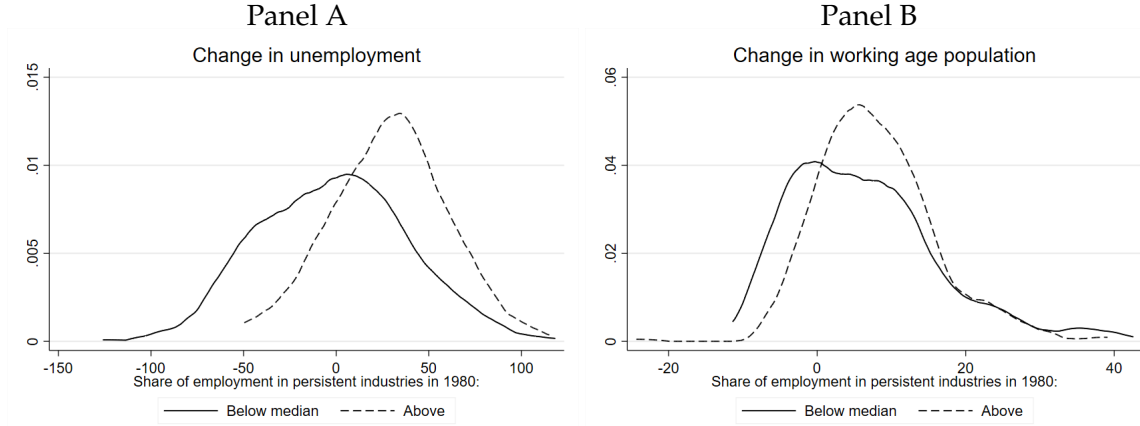 Panel A
Change in unemployment
.015
.01
.005
0
-150
-100
-50
0
50
100
Share of employment in persistent industries in 1980:
Below median
Above
Panel B
Change in working age population
.06
.04
.02
0
-20
0
20
40
Share of employment in persistent industries in 1980:
Below median
Above